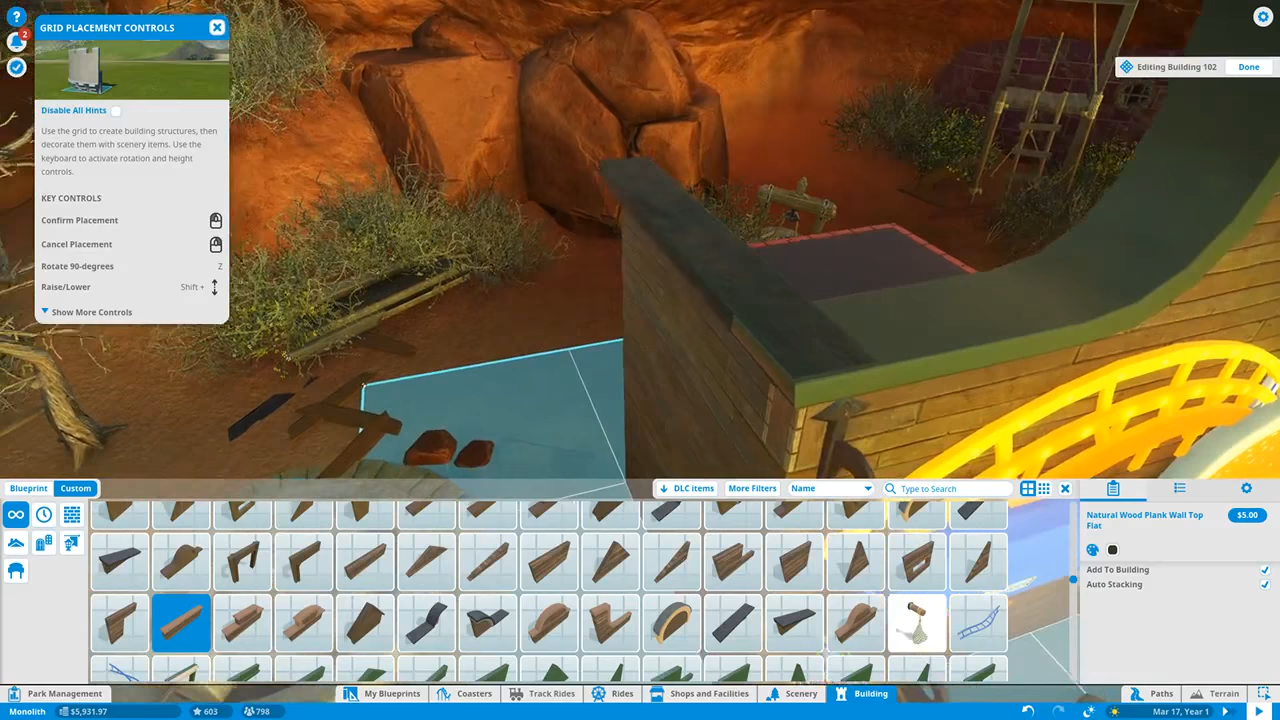 ?
GRID PLACEMENT CONTROLS
2
Disable All Hints
Use the grid to create building structures, then
decorate them with scenery items. Use the
keyboard to activate rotation and height
controls.
KEY CONTROLS
Confirm Placement
Cancel Placement
Rotate 90-degrees Z
Raise/Lower Shift +
Show More Controls
Editing Building 102 Done
Blueprint Custom DLC items More Filters Name Type to Search
Natural Wood Plank Wall Top
Flat
$5.00
Add To Building
Auto Stacking
Park Management My Blueprints Coasters Track Rides Rides Shops and Facilities Scenery Building Paths Terrain
Monolith $5,931.97 603 798 Mar 17, Year 1